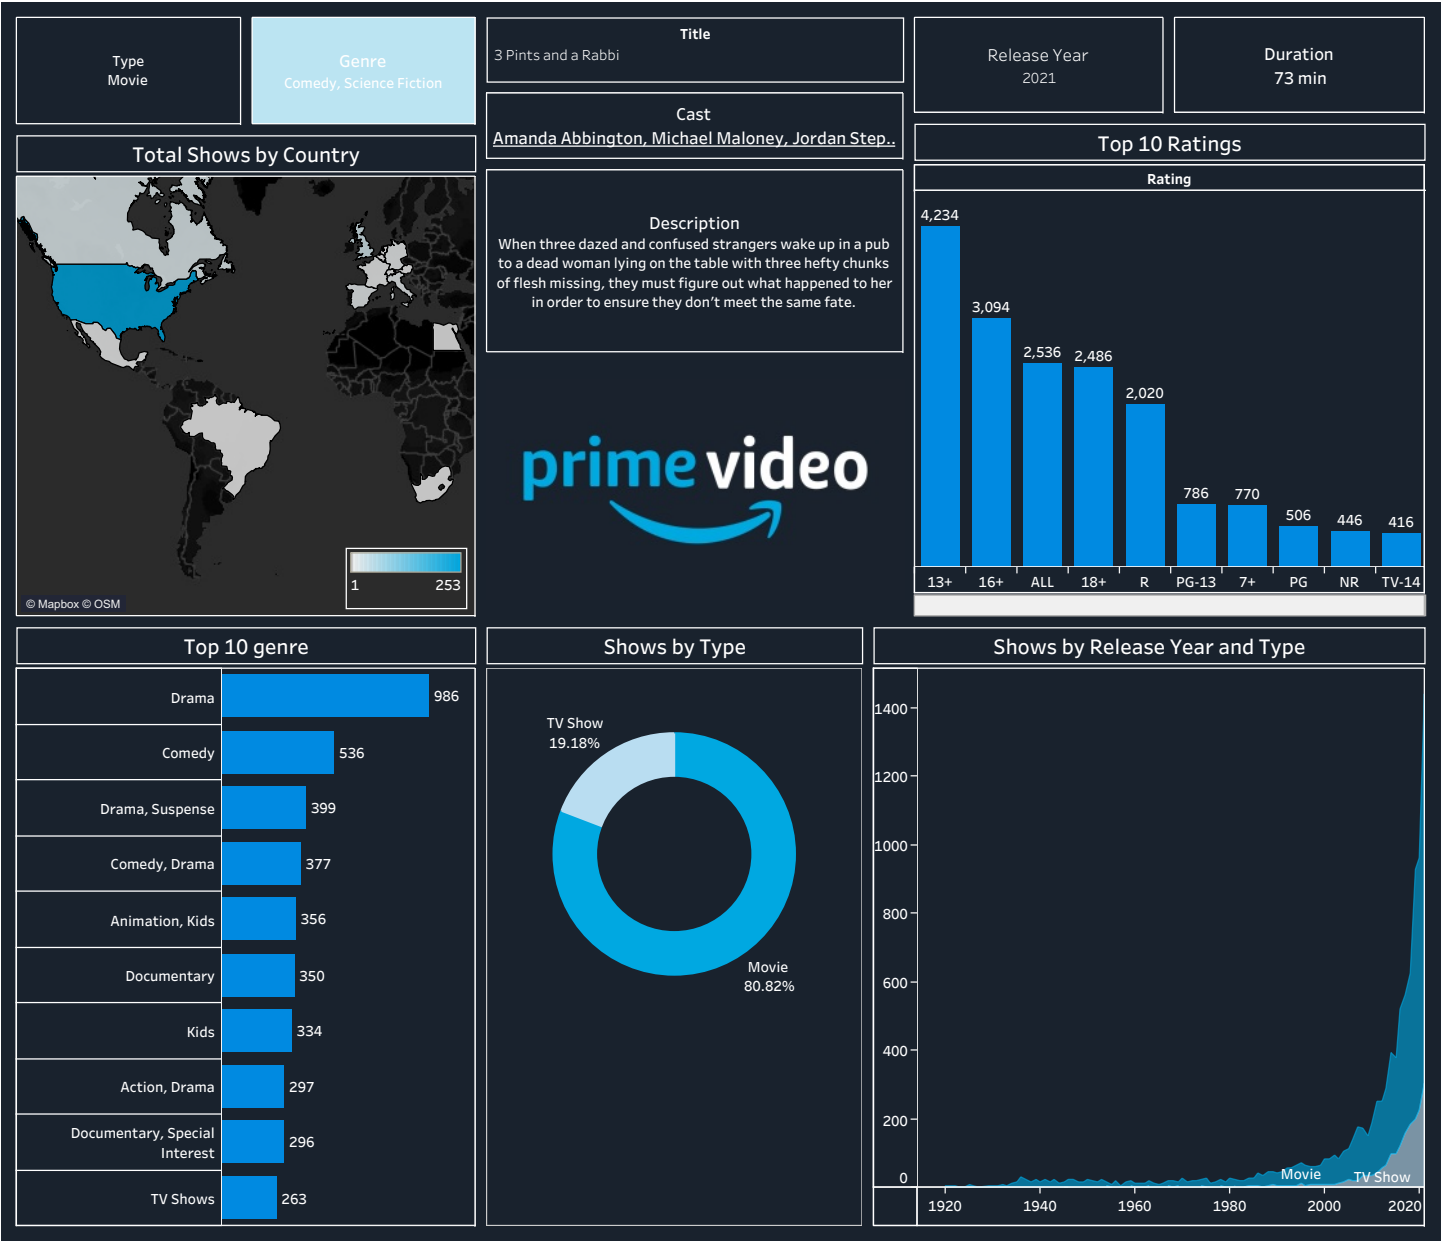 Type
Movie
Genre
Comedy, Science Fiction
Title
3 Pints and a Rabbi
Cast
Amanda Abbington, Michael Maloney, Jordan Step..
Release Year
2021
Duration
73 min
Total Shows by Country
© Mapbox © OSM
1 253
Description
When three dazed and confused strangers wake up in a pub
to a dead woman lying on the table with three hefty chunks
of flesh missing, they must figure out what happened to her
in order to ensure they don't meet the same fate.
prime video
Top 10 Ratings
Rating
4,234
3,094
2,536
2,486
2,020
786
770
506
446
416
13+ 16+ ALL 18+ R PG-13 7+ PG NR TV-14
Top 10 genre
Drama 986
Comedy 536
Drama, Suspense 399
Comedy, Drama 377
Animation, Kids 356
Documentary 350
Kids 334
Action, Drama 297
Documentary, Special
Interest 296
TV Shows 263
Shows by Type
TV Show
19.18%
Movie
80.82%
Shows by Release Year and Type
1400
1200
1000
800
600
400
200
0
Movie
TV Show
1920 1940 1960 1980 2000 2020